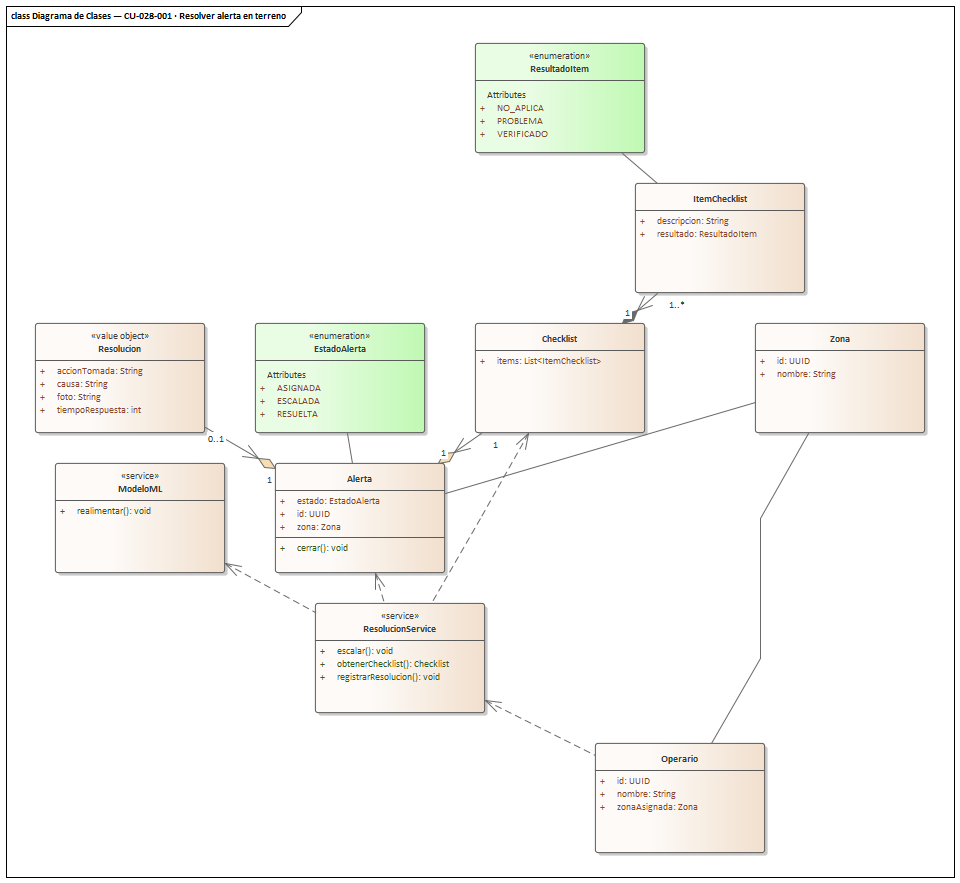 class Diagrama de Clases — CU-028-001 · Resolver alerta en terreno
«enumeration»
ResultadoItem
Attributes
+ NO_APLICA
+ PROBLEMA
+ VERIFICADO
ItemChecklist
+ descripcion: String
+ resultado: ResultadoItem
1
1..*
«value object»
Resolucion
+ accionTomada: String
+ causa: String
+ foto: String
+ tiempoRespuesta: int
«enumeration»
EstadoAlerta
Attributes
+ ASIGNADA
+ ESCALADA
+ RESUELTA
Checklist
+ items: List<ItemChecklist>
Zona
+ id: UUID
+ nombre: String
0..1
1
1
1
«service»
ModeloML
+ realimentar(): void
Alerta
+ estado: EstadoAlerta
+ id: UUID
+ zona: Zona
+ cerrar(): void
«service»
ResolucionService
+ escalar(): void
+ obtenerChecklist(): Checklist
+ registrarResolucion(): void
Operario
+ id: UUID
+ nombre: String
+ zonaAsignada: Zona